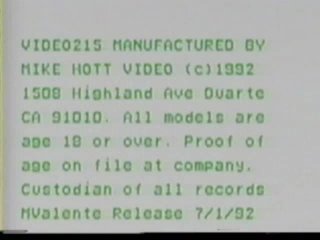 VIDEO215 MANUFACTURED BY
MIKE HOTT VIDEO (c)1992
1508 Highland Ave Duarte
CA 91010. All models are
age 18 or over. Proof of
age on file at company.
Custodian of all records
MValente Release 7/1/92